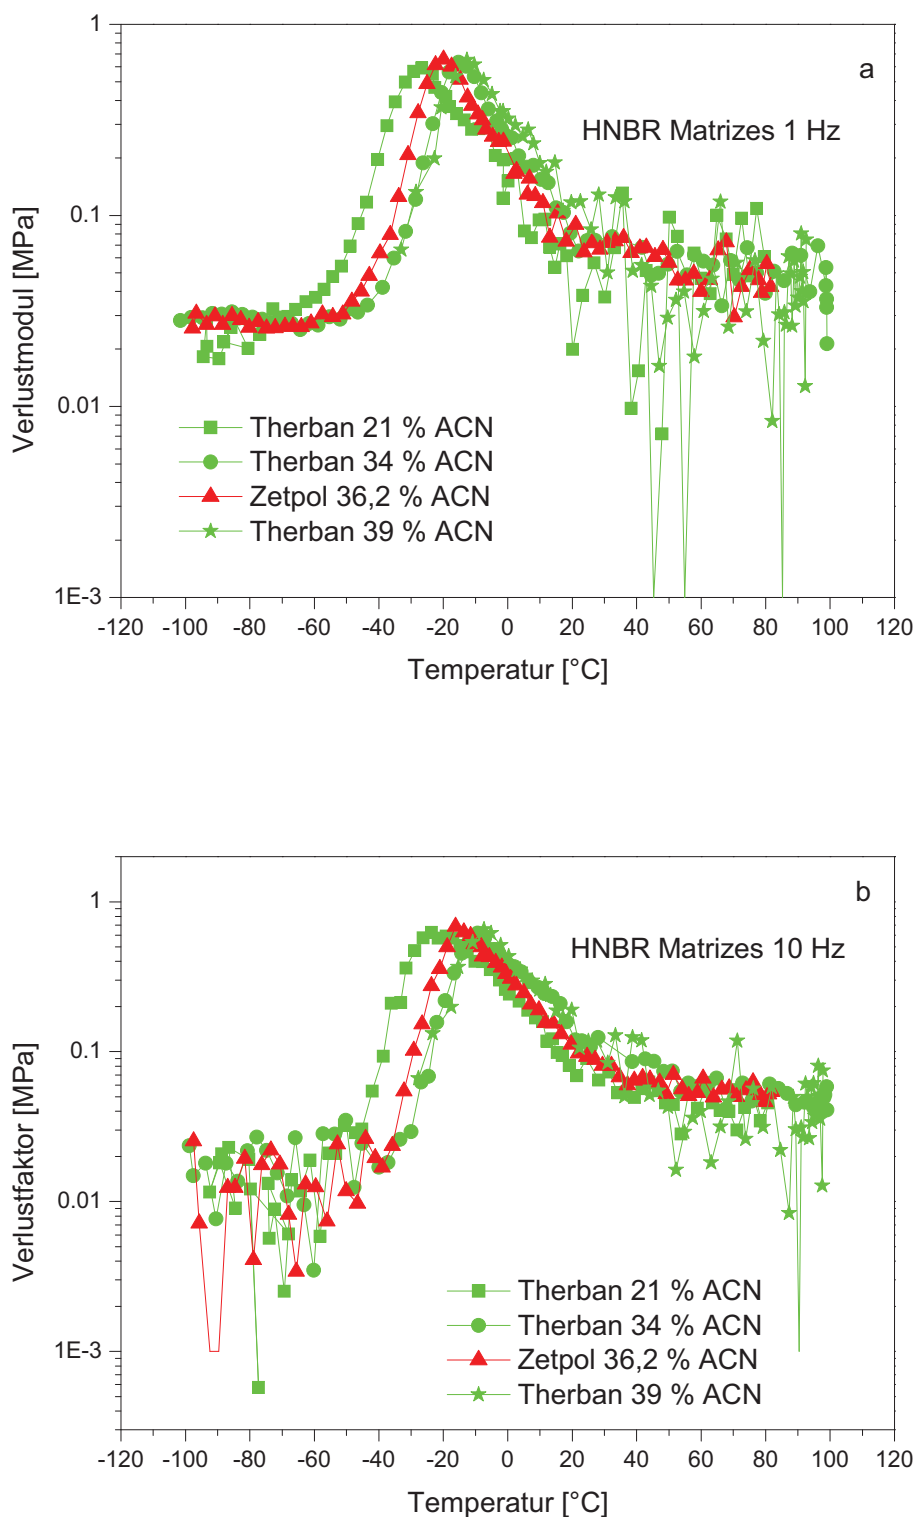 1
a
HNBR Matrizes 1 Hz
0.1
Verlustmodul [MPa]
0.01
Therban 21 % ACN
Therban 34 % ACN
Zetpol 36,2 % ACN
Therban 39 % ACN
1E-3
-120 -100 -80 -60 -40 -20 0 20 40 60 80 100 120
Temperatur [°C]
b
1
HNBR Matrizes 10 Hz
0.1
Verlustfaktor [MPa]
0.01
Therban 21 % ACN
Therban 34 % ACN
1E-3
Zetpol 36,2 % ACN
Therban 39 % ACN
-120 -100 -80 -60 -40 -20 0 20 40 60 80 100 120
Temperatur [°C]